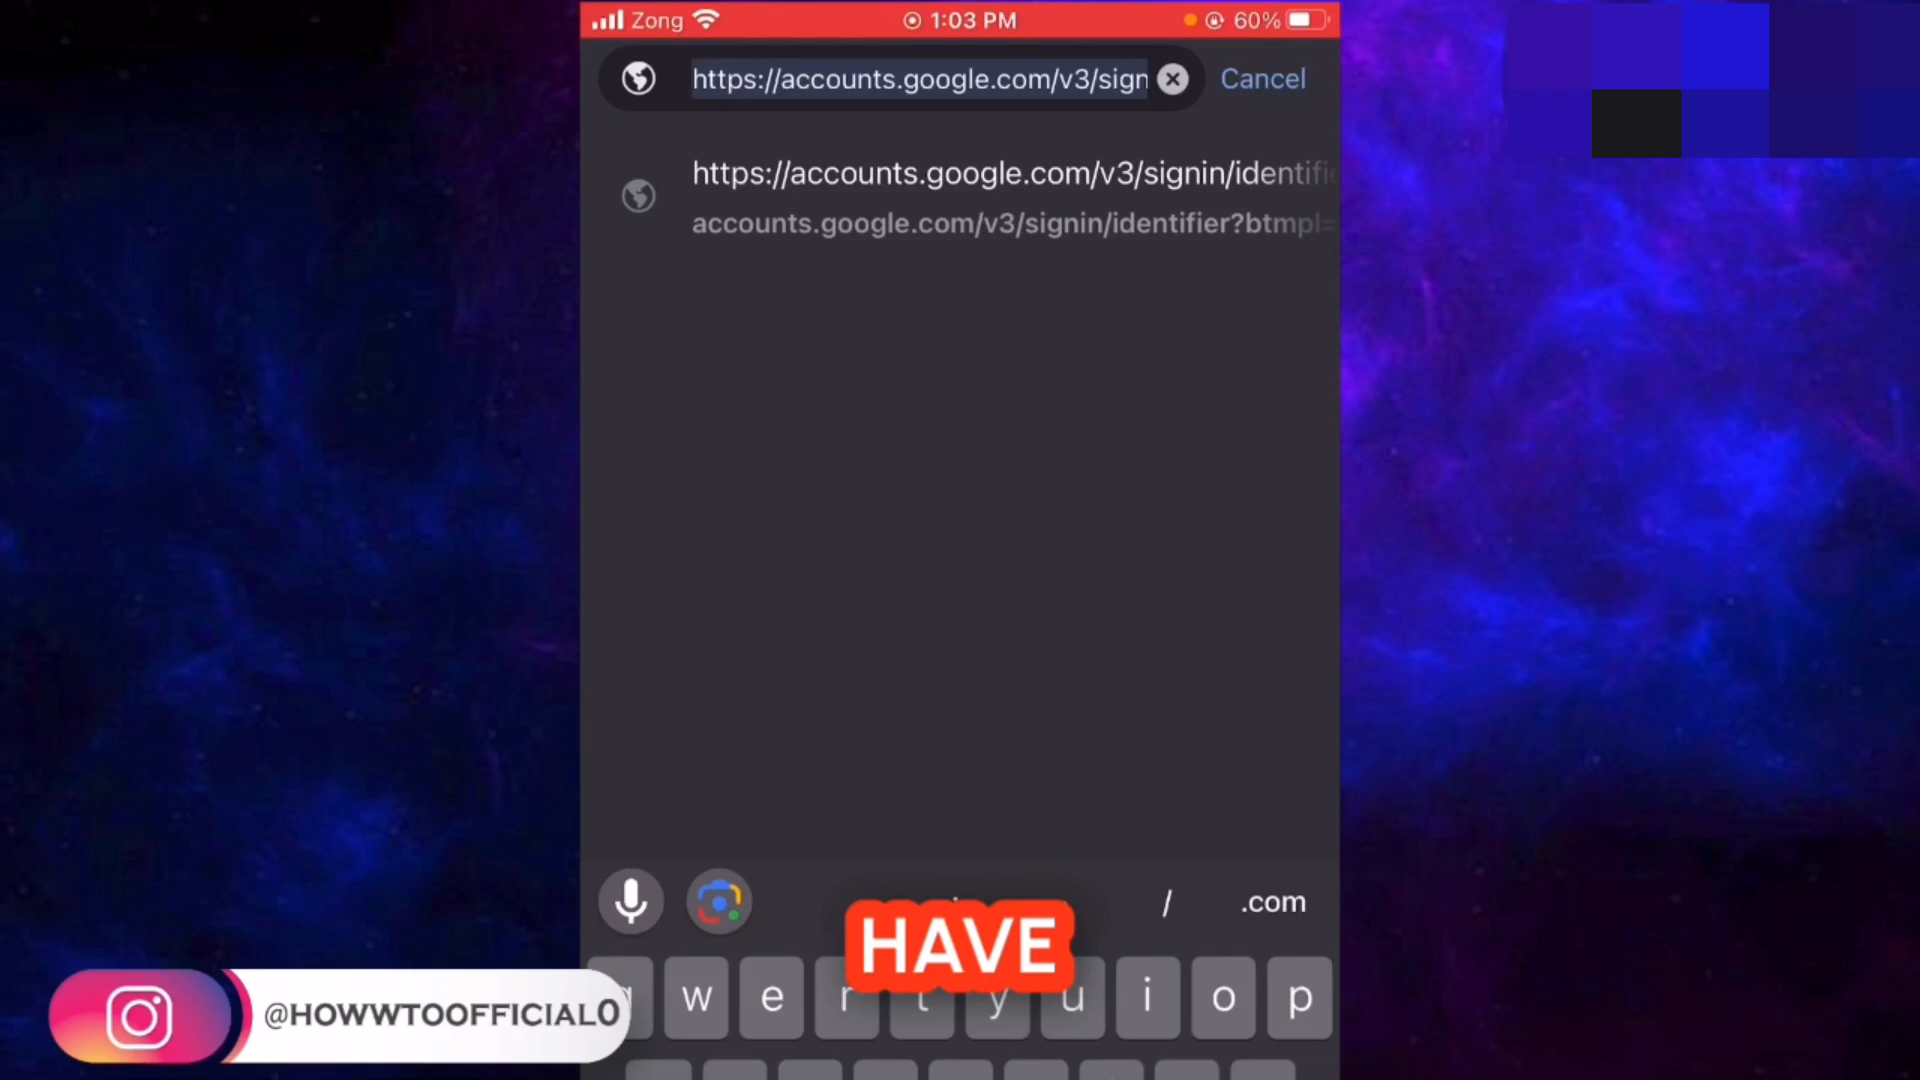 Zong 1:03 PM 60%
https://accounts.google.com/v3/sign Cancel
https://accounts.google.com/v3/signin/identifie
accounts.google.com/v3/signin/identifier?btmpl=
/ .com
HAVE
w e r t y u i o p
@HOWWTOOFFICIAL0